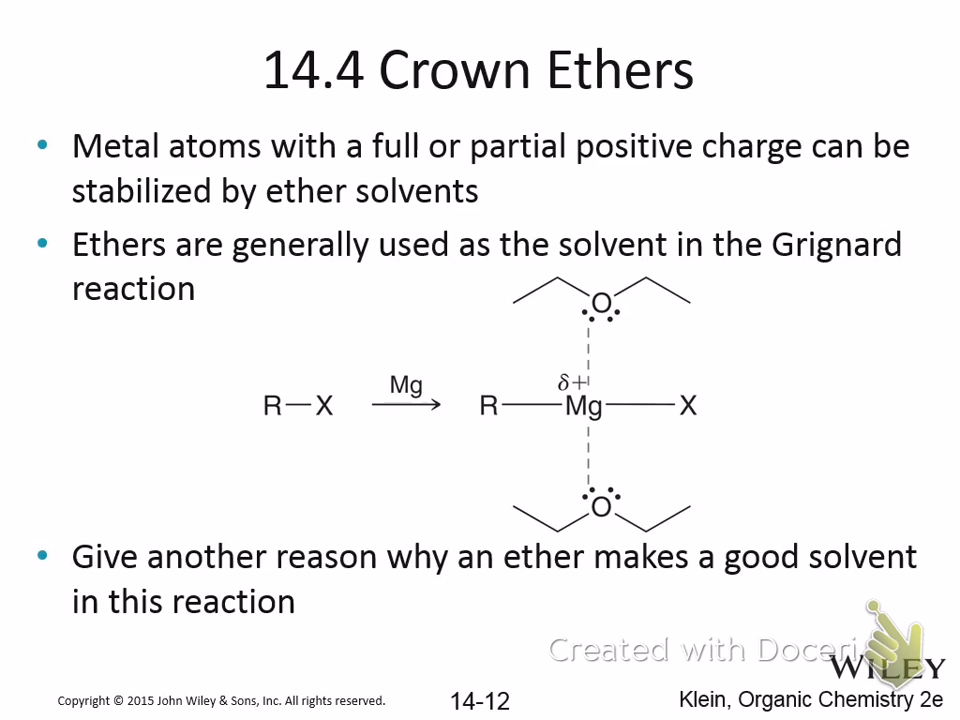 14.4 Crown Ethers
• Metal atoms with a full or partial positive charge can be
stabilized by ether solvents
• Ethers are generally used as the solvent in the Grignard
reaction
O
Mg
δ+
R—X
R—Mg—X
O
• Give another reason why an ether makes a good solvent
in this reaction
Created with Doceri
WILEY
Copyright © 2015 John Wiley & Sons, Inc. All rights reserved.
14-12
Klein, Organic Chemistry 2e